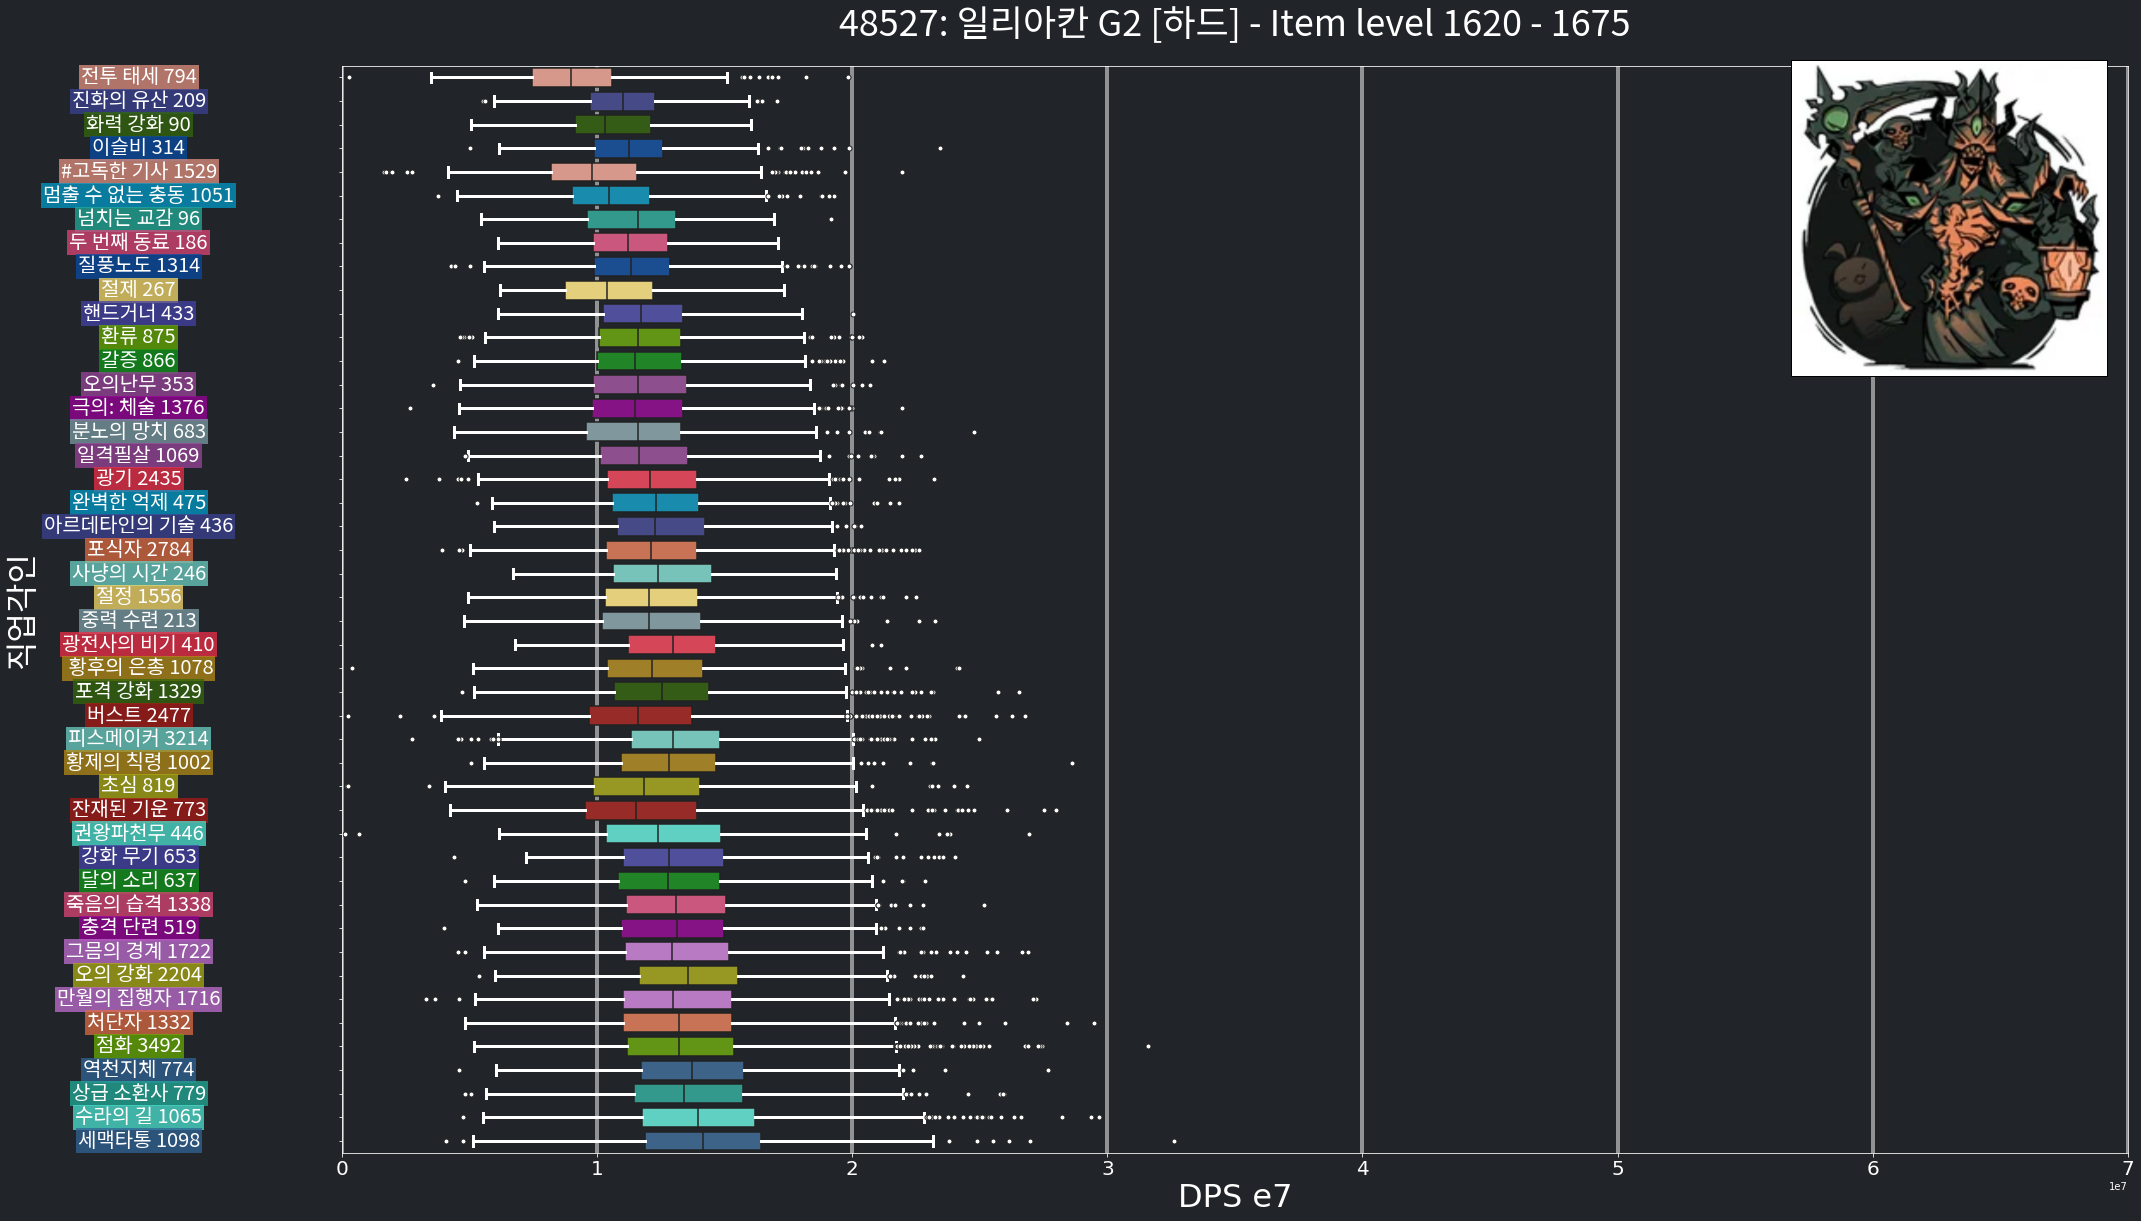 48527: 일리아칸 G2 [하드] - Item level 1620 - 1675
전투 태세 794
진화의 유산 209
화력 강화 90
이슬비 314
#고독한 기사 1529
멈출 수 없는 충동 1051
넘치는 교감 96
두 번째 동료 186
질풍노도 1314
절제 267
핸드거너 433
환류 875
갈증 866
오의난무 353
극의: 체술 1376
분노의 망치 683
일격필살 1069
광기 2435
완벽한 억제 475
아르데타인의 기술 436
포식자 2784
사냥의 시간 246
절정 1556
중력 수련 213
광전사의 비기 410
황후의 은총 1078
포격 강화 1329
버스트 2477
피스메이커 3214
황제의 칙령 1002
초심 819
잔재된 기운 773
권왕파천무 446
강화 무기 653
달의 소리 637
죽음의 습격 1338
충격 단련 519
그믐의 경계 1722
오의 강화 2204
만월의 집행자 1716
처단자 1332
점화 3492
역천지체 774
상급 소환사 779
수라의 길 1065
세맥타통 1098
직업각인
0 1 2 3 4 5 6 7
1e7
DPS e7